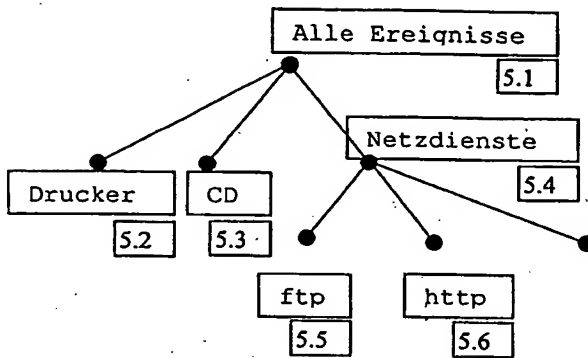 Alle Ereignisse
5.1
Netzdienste
5.4
Drucker
CD
5.2
5.3
ftp
http
5.5
5.6